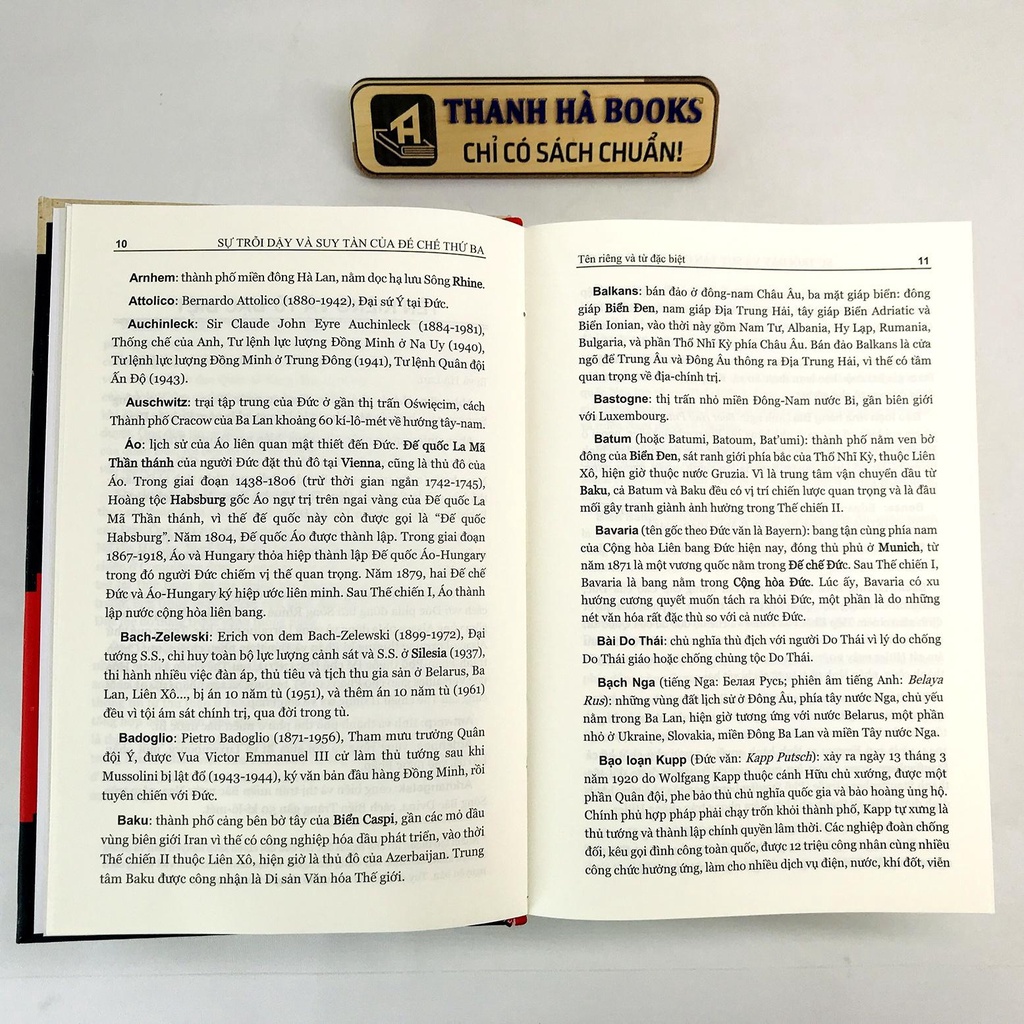 THANH HÀ BOOKS
CHỈ CÓ SÁCH CHUẨN!
10 SỰ TRỖI DẬY VÀ SUY TÀN CỦA ĐẾ CHẾ THỨ BA
Arnhem: thành phố miền đông Hà Lan, nằm dọc hạ lưu Sông Rhine.
Attolico: Bernardo Attolico (1880-1942), Đại sứ Ý tại Đức.
Auchinleck: Sir Claude John Eyre Auchinleck (1884-1981),
Thống chế của Anh, Tư lệnh lực lượng Đồng Minh ở Na Uy (1940),
Tư lệnh lực lượng Đồng Minh ở Trung Đông (1941), Tư lệnh Quân đội
Ấn Độ (1943).
Auschwitz: trại tập trung của Đức ở gần thị trấn Oświęcim, cách
Thành phố Cracow của Ba Lan khoảng 60 ki-lô-mét về hướng tây-nam.
Áo: lịch sử của Áo liên quan mật thiết đến Đức. Đế quốc La Mã
Thần thánh của người Đức đặt thủ đô tại Vienna, cũng là thủ đô của
Áo. Trong giai đoạn 1438-1806 (trừ thời gian ngắn 1742-1745),
Hoàng tộc Habsburg gốc Áo ngự trị trên ngai vàng của Đế quốc La
Mã Thần thánh, vì thế đế quốc này còn được gọi là “Đế quốc
Habsburg”. Năm 1804, Đế quốc Áo được thành lập. Trong giai đoạn
1867-1918, Áo và Hungary thỏa hiệp thành lập Đế quốc Áo-Hungary
trong đó người Đức chiếm vị thế quan trọng. Năm 1879, hai Đế chế
Đức và Áo-Hungary ký hiệp ước liên minh. Sau Thế chiến I, Áo thành
lập nước cộng hòa liên bang.
Bach-Zelewski: Erich von dem Bach-Zelewski (1899-1972), Đại
tướng S.S., chỉ huy toàn bộ lực lượng cảnh sát và S.S. ở Silesia (1937),
thi hành nhiều việc đàn áp, thủ tiêu và tịch thu gia sản ở Belarus, Ba
Lan, Liên Xô..., bị án 10 năm tù (1951), và thêm án 10 năm tù (1961)
đều vì tội ám sát chính trị, qua đời trong tù.
Badoglio: Pietro Badoglio (1871-1956), Tham mưu trưởng Quân
đội Ý, được Vua Victor Emmanuel III cử làm thủ tướng sau khi
Mussolini bị lật đổ (1943-1944), ký văn bản đầu hàng Đồng Minh, rồi
tuyên chiến với Đức.
Baku: thành phố cảng bên bờ tây của Biển Caspi, gần các mỏ dầu
vùng biên giới Iran vì thế có công nghiệp hóa dầu phát triển, vào thời
Thế chiến II thuộc Liên Xô, hiện giờ là thủ đô của Azerbaijan. Trung
tâm Baku được công nhận là Di sản Văn hóa Thế giới.
Tên riêng và từ đặc biệt 11
Balkans: bán đảo ở đông-nam Châu Âu, ba mặt giáp biển: đông
giáp Biển Đen, nam giáp Địa Trung Hải, tây giáp Biển Adriatic và
Biển Ionian, vào thời này gồm Nam Tư, Albania, Hy Lạp, Rumania,
Bulgaria, và phần Thổ Nhĩ Kỳ phía Châu Âu. Bán đảo Balkans là cửa
ngõ để Trung Âu và Đông Âu thông ra Địa Trung Hải, vì thế có tầm
quan trọng về địa-chính trị.
Bastogne: thị trấn nhỏ miền Đông-Nam nước Bỉ, gần biên giới
với Luxembourg.
Batum (hoặc Batumi, Batoum, Bat’umi): thành phố nằm ven bờ
đông của Biển Đen, sát ranh giới phía bắc của Thổ Nhĩ Kỳ, thuộc Liên
Xô, hiện giờ thuộc nước Gruzia. Vì là trung tâm vận chuyển dầu từ
Baku, cả Batum và Baku đều có vị trí chiến lược quan trọng và là đầu
mối gây tranh giành ảnh hưởng trong Thế chiến II.
Bavaria (tên gốc theo Đức văn là Bayern): bang tận cùng phía nam
của Cộng hòa Liên bang Đức hiện nay, đóng thủ phủ ở Munich, từ
năm 1871 là một vương quốc nằm trong Đế chế Đức. Sau Thế chiến I,
Bavaria là bang nằm trong Cộng hòa Đức. Lúc ấy, Bavaria có xu
hướng cương quyết muốn tách ra khỏi Đức, một phần là do những
nét văn hóa rất đặc thù so với cả nước Đức.
Bài Do Thái: chủ nghĩa thù địch với người Do Thái vì lý do chống
Do Thái giáo hoặc chống chủng tộc Do Thái.
Bạch Nga (tiếng Nga: Белая Русь; phiên âm tiếng Anh: Belaya
Rus): những vùng đất lịch sử ở Đông Âu, phía tây nước Nga, chủ yếu
nằm trong Ba Lan, hiện giờ tương ứng với nước Belarus, một phần
nhỏ ở Ukraine, Slovakia, miền Đông Ba Lan và miền Tây nước Nga.
Bạo loạn Kupp (Đức văn: Kapp Putsch): xảy ra ngày 13 tháng 3
năm 1920 do Wolfgang Kapp thuộc cánh Hữu chủ xướng, được một
phần Quân đội, phe bảo thủ chủ nghĩa quốc gia và bảo hoàng ủng hộ.
Chính phủ hợp pháp phải chạy trốn khỏi thành phố, Kapp tự xưng là
thủ tướng và thành lập chính quyền lâm thời. Các nghiệp đoàn chống
đối, kêu gọi đình công toàn quốc, được 12 triệu công nhân cùng nhiều
công chức hưởng ứng, làm cho nhiều dịch vụ điện, nước, khí đốt, viễn